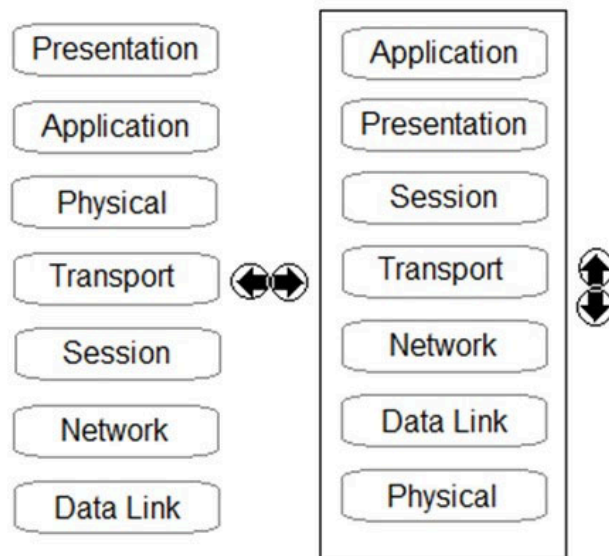 Presentation
Application
Physical
Transport
Session
Network
Data Link
Application
Presentation
Session
Transport
Network
Data Link
Physical